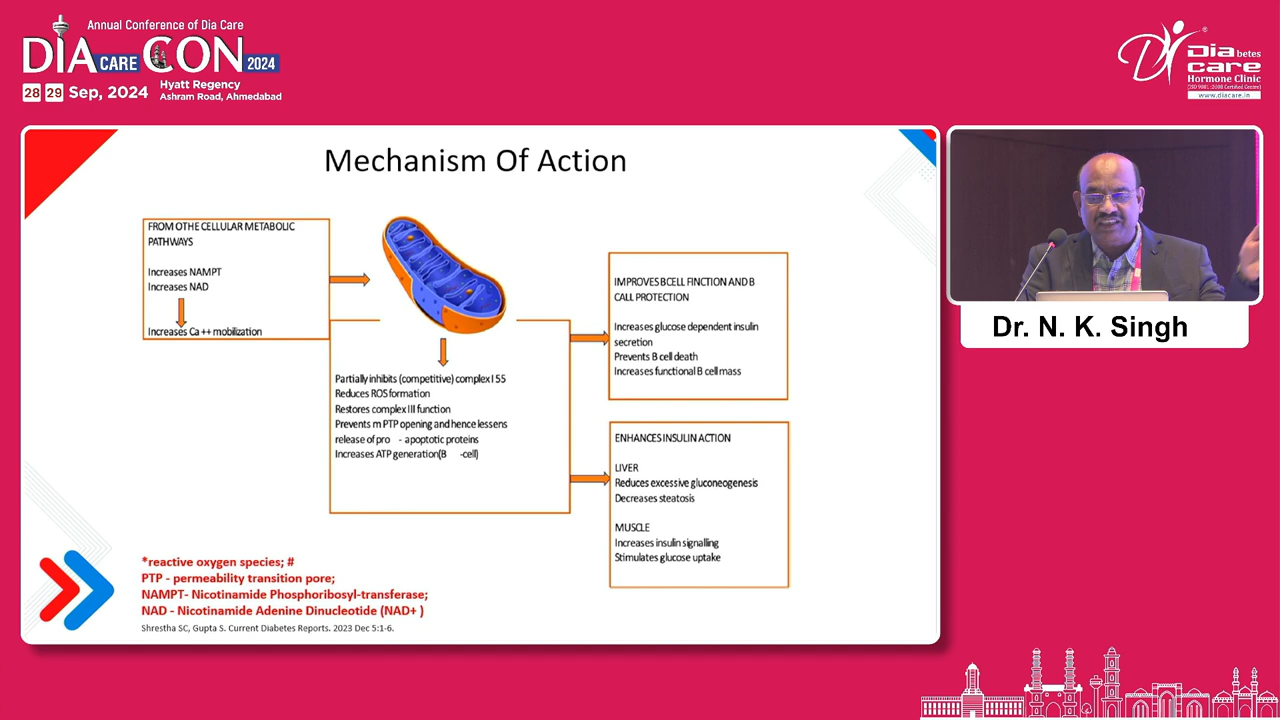 Annual Conference of Dia Care
DIA CARE CON 2024
28 29 Sep, 2024
Hyatt Regency
Ashram Road, Ahmedabad
Diabetes
care
Hormone Clinic
(ISO 9001 : 2008 Certified Centre)
www.diacare.in
Mechanism Of Action
FROM OTHE CELLULAR METABOLIC
PATHWAYS
Increases NAMPT
Increases NAD
Increases Ca ++ mobilization
Partially inhibits (competitive) complex I 55
Reduces ROS formation
Restores complex III function
Prevents m PTP opening and hence lessens
release of pro - apoptotic proteins
Increases ATP generation(B -cell)
IMPROVES BCELL FINCTION AND B
CALL PROTECTION
Increases glucose dependent insulin
secretion
Prevents B cell death
Increases functional B cell mass
ENHANCES INSULIN ACTION
LIVER
Reduces excessive gluconeogenesis
Decreases steatosis
MUSCLE
Increases insulin signalling
Stimulates glucose uptake
*reactive oxygen species; #
PTP - permeability transition pore;
NAMPT- Nicotinamide Phosphoribosyl-transferase;
NAD - Nicotinamide Adenine Dinucleotide (NAD+ )
Shrestha SC, Gupta S. Current Diabetes Reports. 2023 Dec 5:1-6.
Dr. N. K. Singh